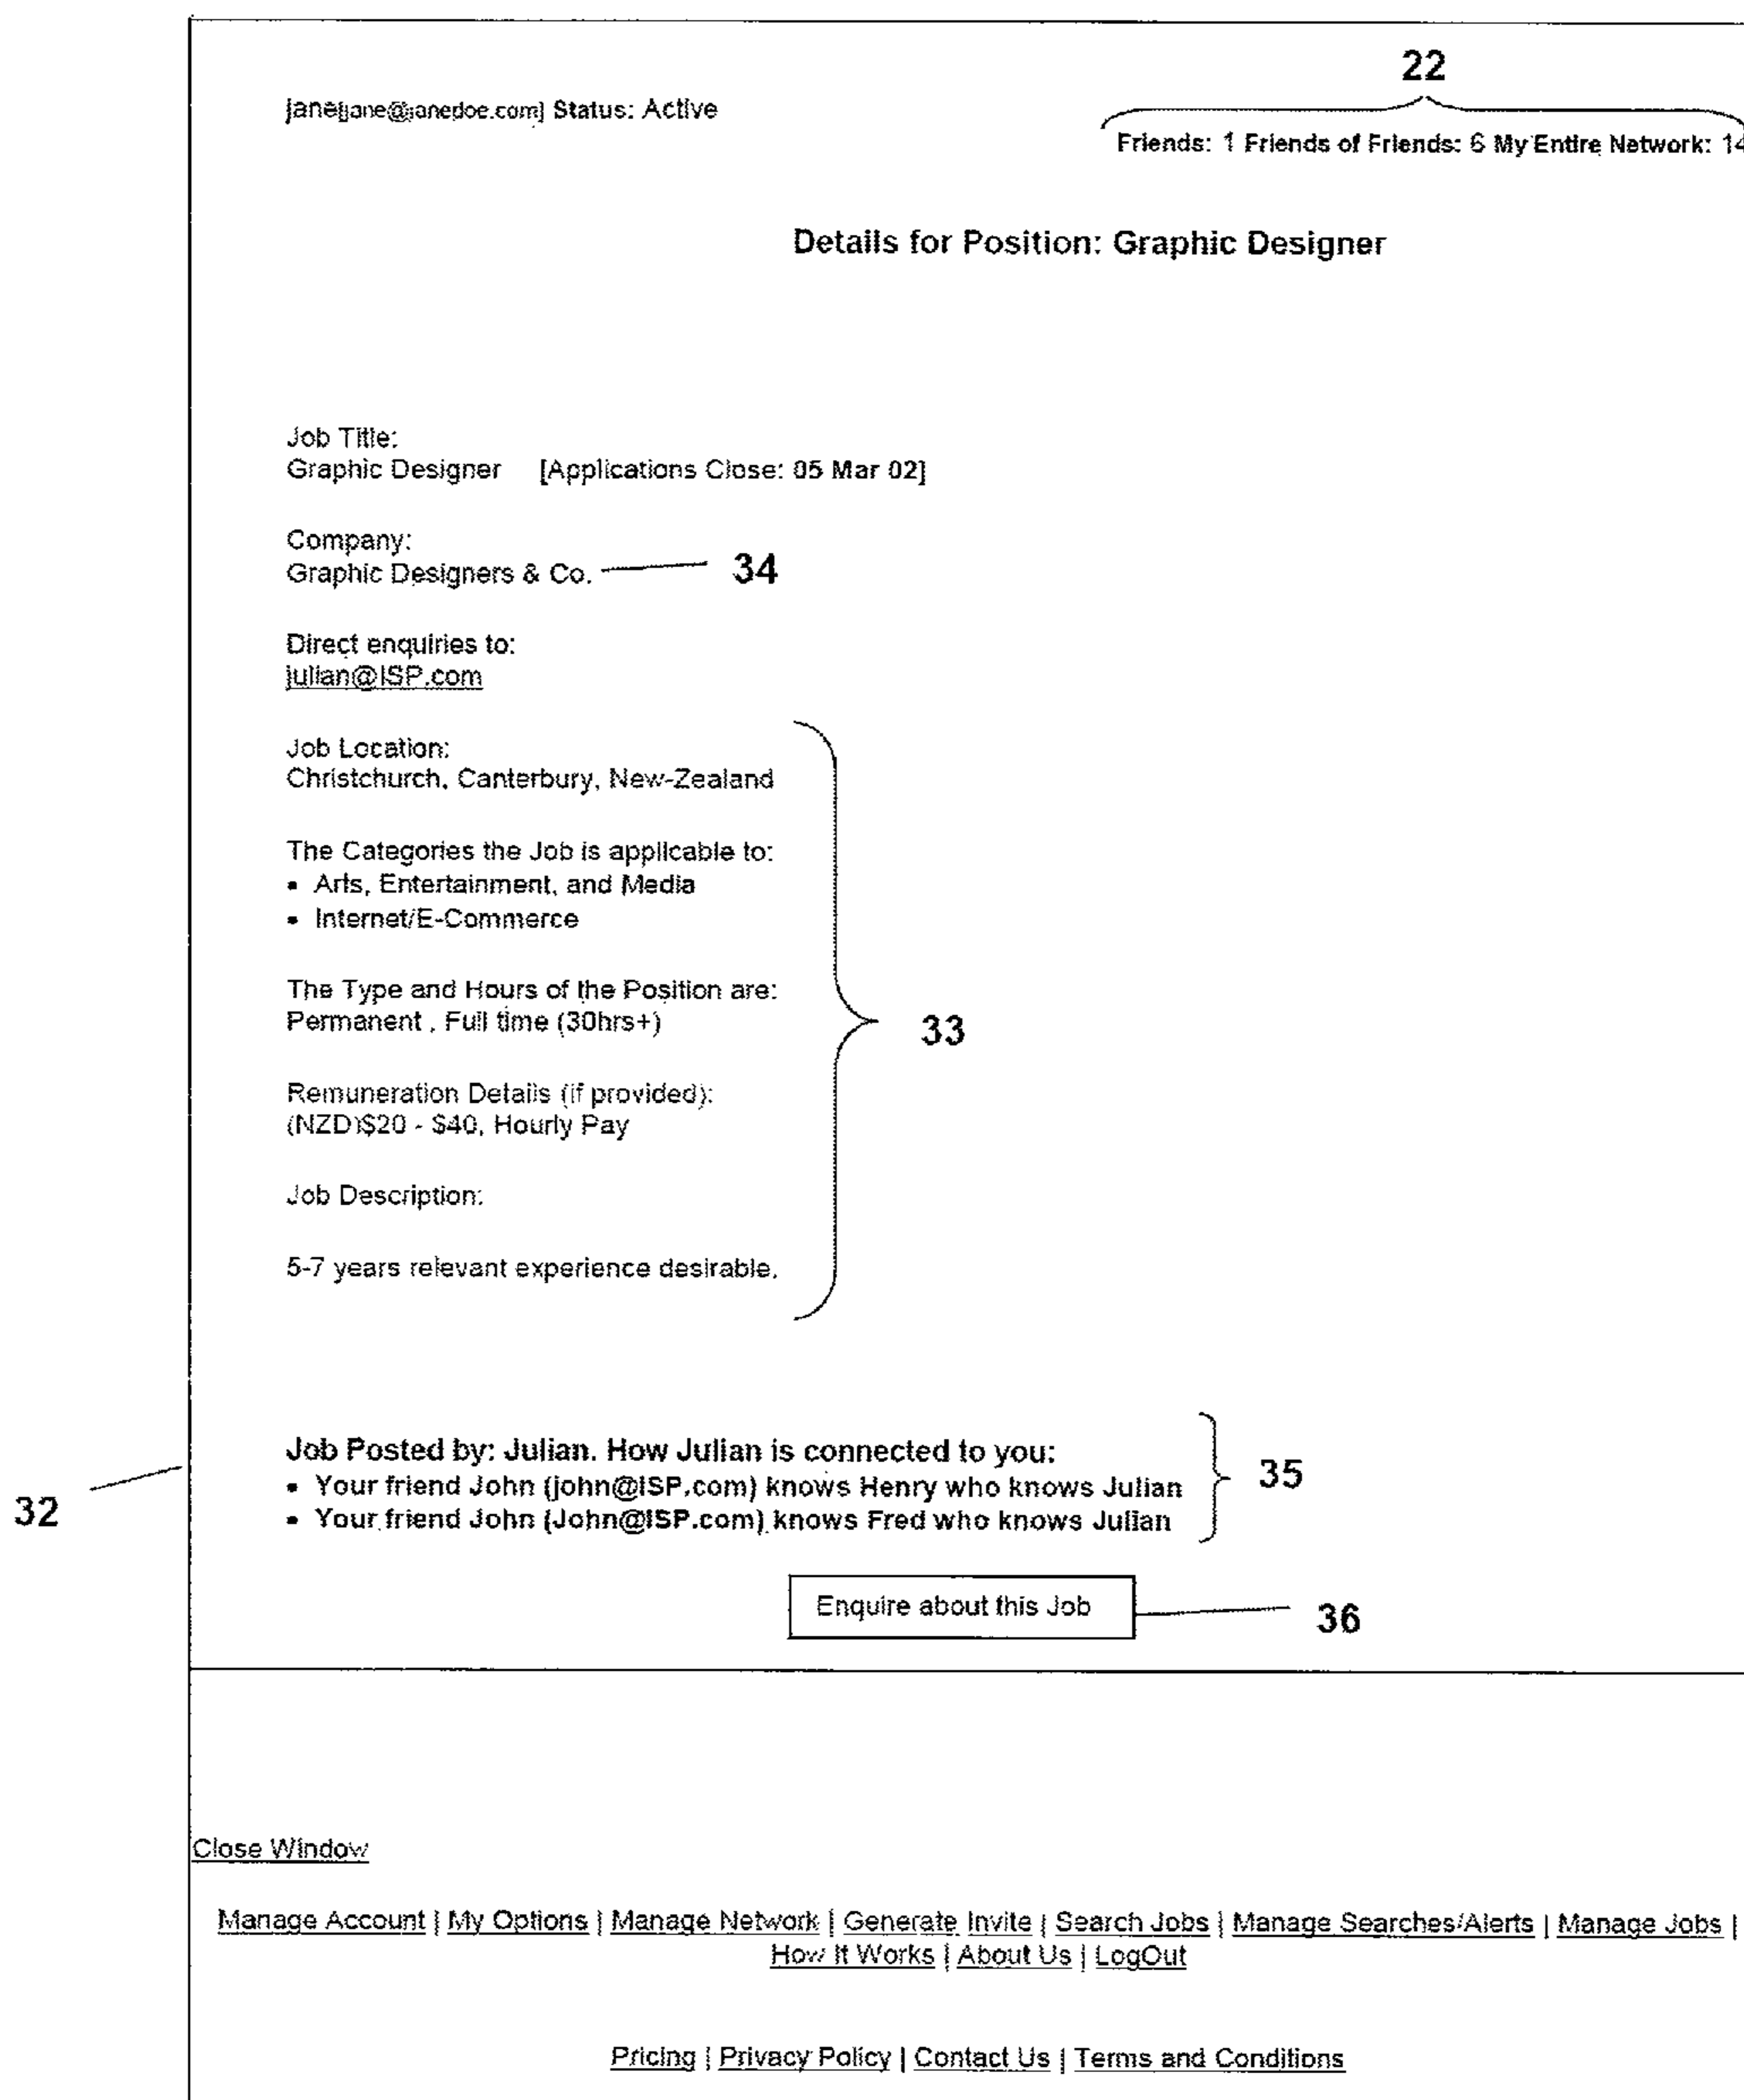 22
jane[jane@janedoe.com] Status: Active
Friends: 1 Friends of Friends: 6 My Entire Network: 14
Details for Position: Graphic Designer
Job Title:
Graphic Designer [Applications Close: 05 Mar 02]
Company:
Graphic Designers & Co. 34
Direct enquiries to:
julian@ISP.com
Job Location:
Christchurch, Canterbury, New-Zealand
The Categories the Job is applicable to:
• Arts, Entertainment, and Media
• Internet/E-Commerce
The Type and Hours of the Position are:
Permanent , Full time (30hrs+)
33
Remuneration Details (if provided):
(NZD)$20 - $40, Hourly Pay
Job Description:
5-7 years relevant experience desirable.
Job Posted by: Julian. How Julian is connected to you:
• Your friend John (john@ISP.com) knows Henry who knows Julian
35
• Your friend John (John@ISP.com) knows Fred who knows Julian
32
Enquire about this Job
36
Close Window
Manage Account | My Options | Manage Network | Generate Invite | Search Jobs | Manage Searches/Alerts | Manage Jobs |
How It Works | About Us | LogOut
Pricing | Privacy Policy | Contact Us | Terms and Conditions